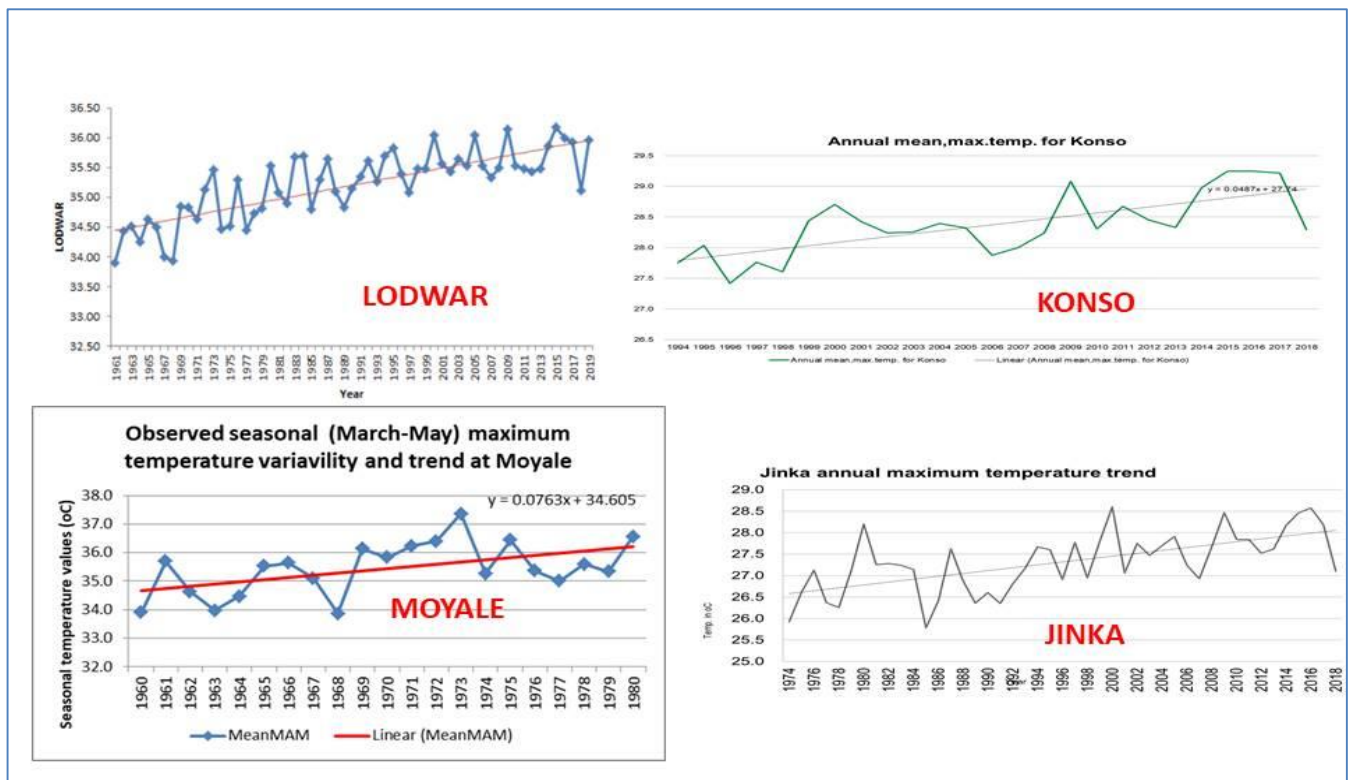 36.50
36.00
35.50
35.00
34.50
34.00
33.50
33.00
32.50
LODWAR
LODWAR
1961 1963 1965 1967 1969 1971 1973 1975 1977 1979 1981 1983 1985 1987 1989 1991 1993 1995 1997 1999 2001 2003 2005 2007 2009 2011 2013 2015 2017 2019
Year
Annual mean,max.temp. for Konso
29.5
29.0
28.5
28.0
27.5
27.0
26.5
y = 0.0487x + 27.74
KONSO
1994 1995 1996 1997 1998 1999 2000 2001 2002 2003 2004 2005 2006 2007 2008 2009 2010 2011 2012 2013 2014 2015 2016 2017 2018
Annual mean,max.temp. for Konso Linear (Annual mean,max.temp. for Konso)
Observed seasonal (March-May) maximum
temperature variavility and trend at Moyale
y = 0.0763x + 34.605
Seasonal temperature values (oC)
38.0
37.0
36.0
35.0
34.0
33.0
32.0
MOYALE
1960 1961 1962 1963 1964 1965 1966 1967 1968 1969 1970 1971 1972 1973 1974 1975 1976 1977 1978 1979 1980
MeanMAM Linear (MeanMAM)
Jinka annual maximum temperature trend
29.0
28.5
28.0
27.5
27.0
26.5
26.0
25.5
25.0
Temp. in oC
JINKA
1974 1976 1978 1980 1982 1984 1986 1988 1990 1992 1994 1996 1998 2000 2002 2004 2006 2008 2010 2012 2014 2016 2018